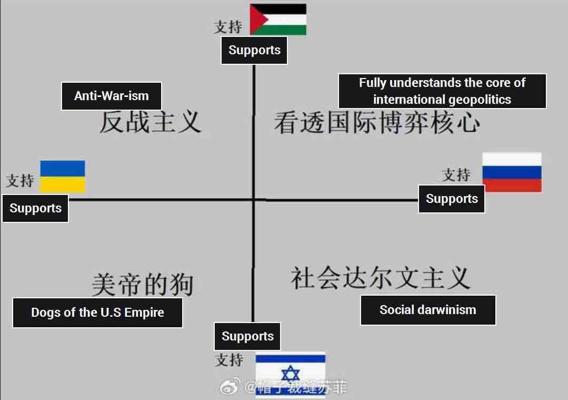 支持
Supports
Anti-War-ism
反战主义
Fully understands the core of
international geopolitics
看透国际博弈核心
支持
Supports
支持
Supports
美帝的狗
Dogs of the U.S Empire
社会达尔文主义
Social darwinism
Supports
支持
@帽子裁缝苏菲